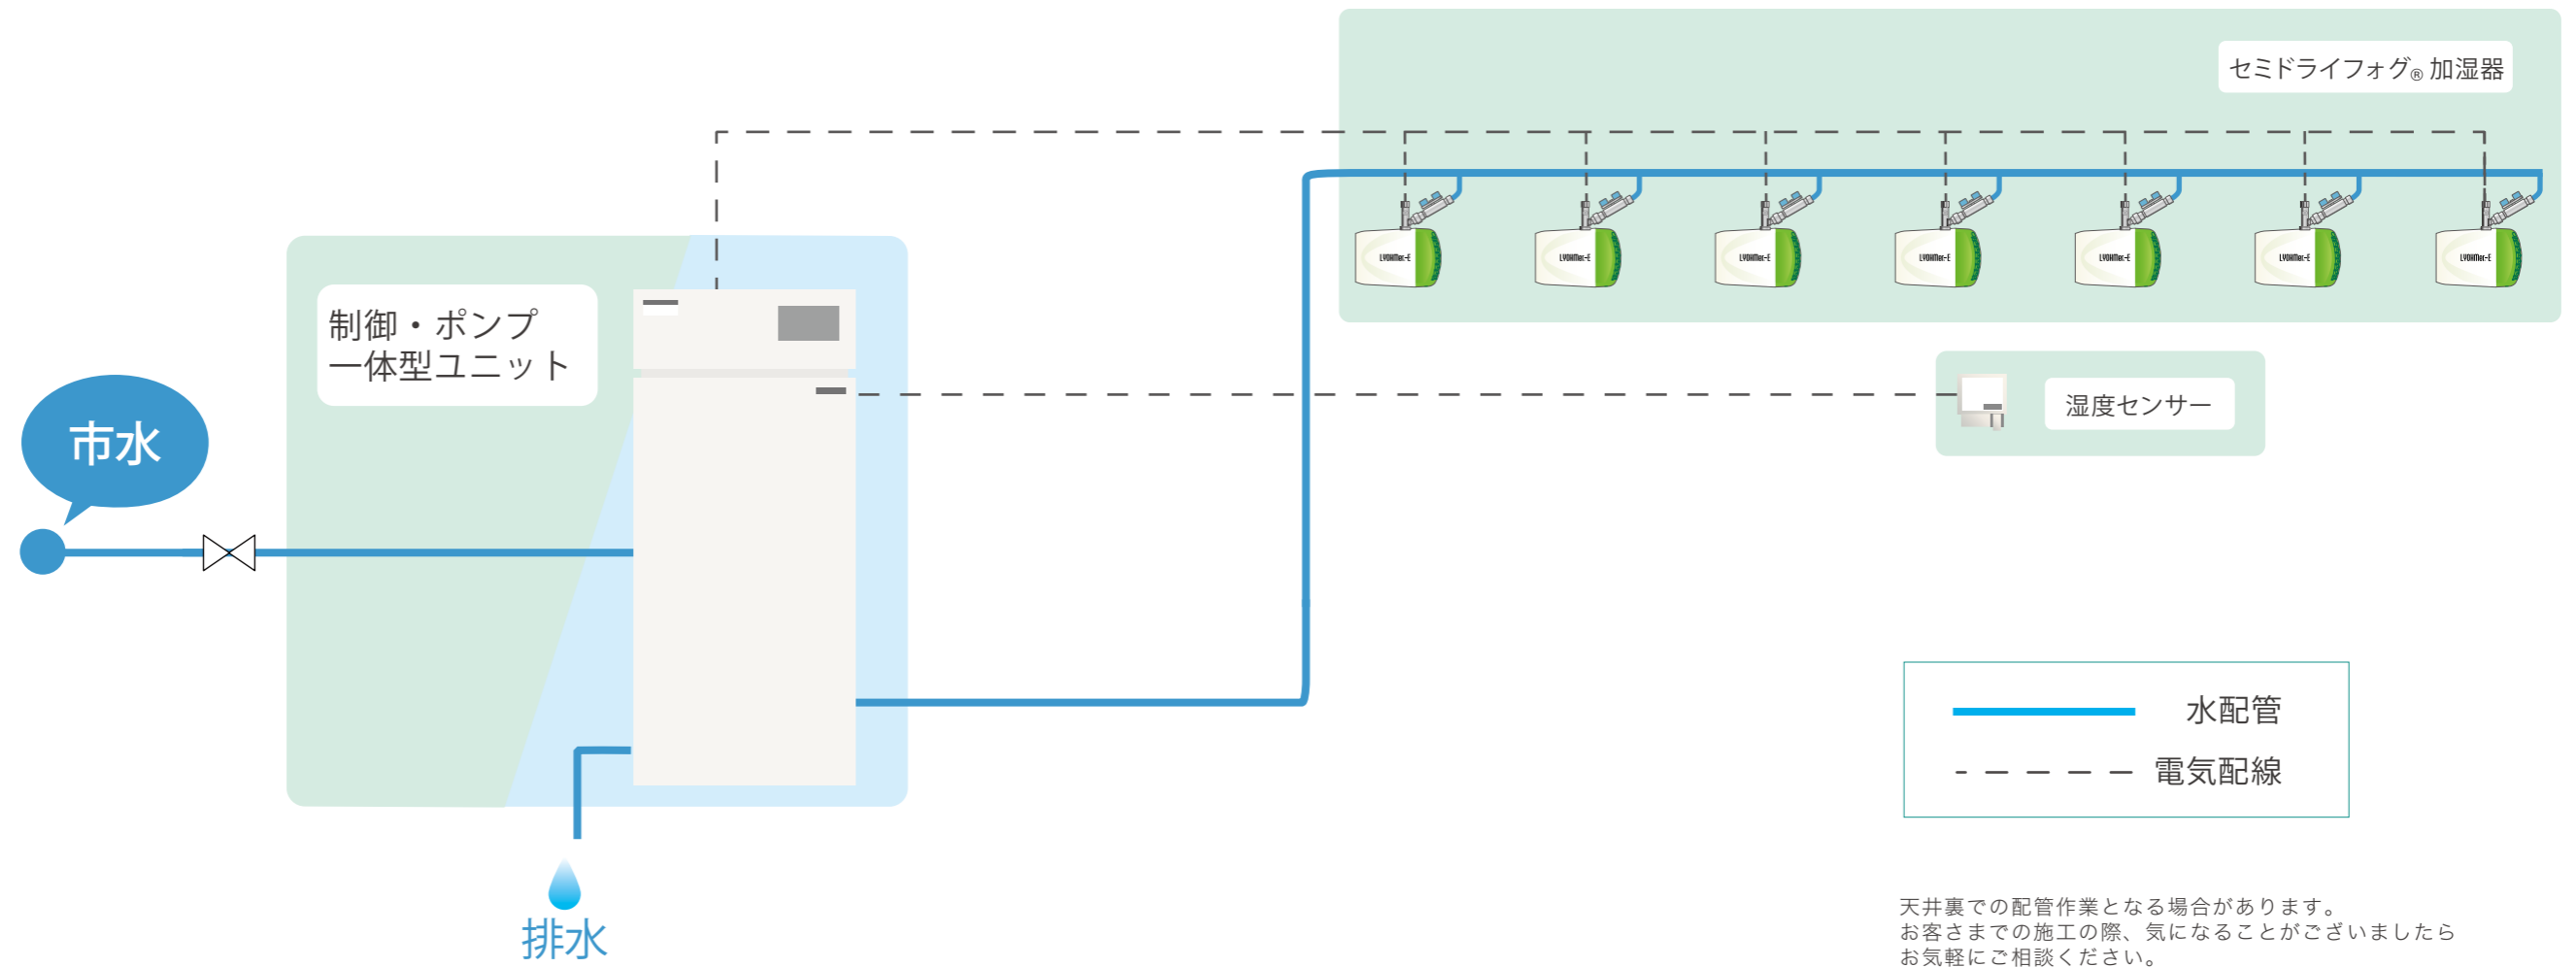 セミドライフォグ® 加湿器
制御・ポンプ
一体型ユニット
湿度センサー
市水
排水
水配管
電気配線
天井裏での配管作業となる場合があります。
お客さまでの施工の際、気になることがございましたら
お気軽にご相談ください。